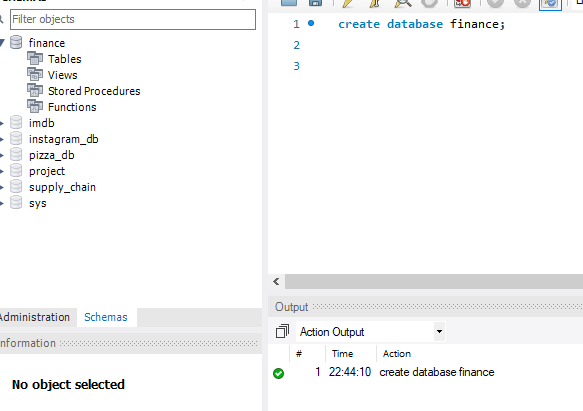 Filter objects
finance
Tables
Views
Stored Procedures
Functions
imdb
instagram_db
pizza_db
project
supply_chain
sys
Administration
Schemas
Information
No object selected
1
create database finance;
2
3
Output
Action Output
# Time Action
1 22:44:10 create database finance